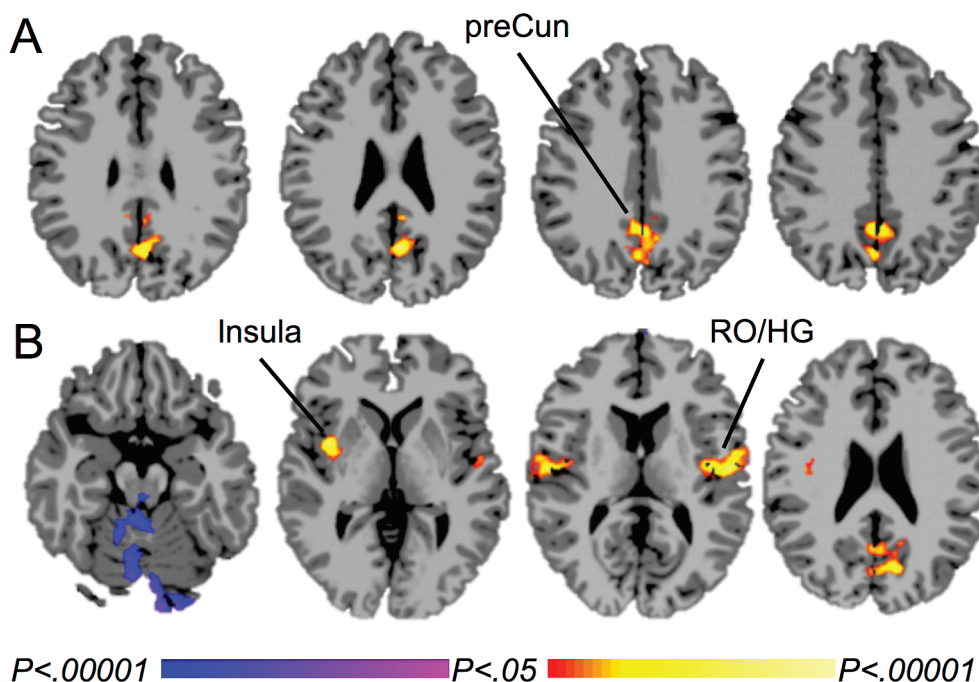 A
preCun
B
Insula
RO/HG
P<.00001
P<.05
P<.00001